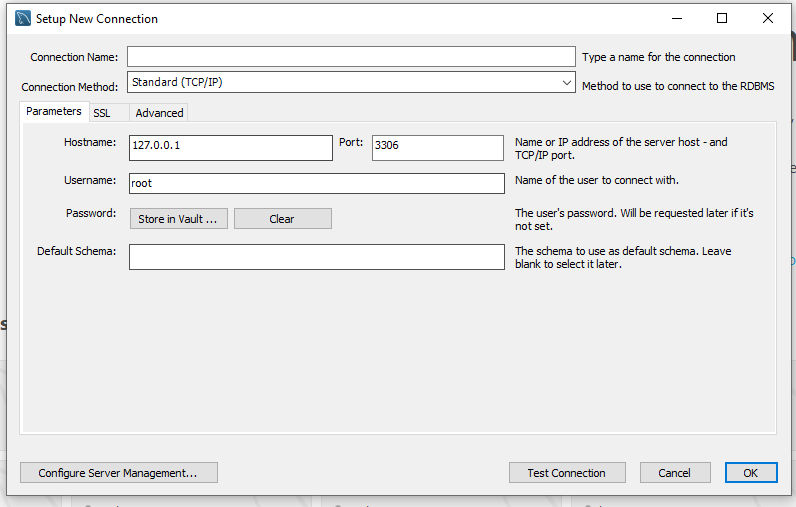 Setup New Connection
Connection Name:
Type a name for the connection
Connection Method:
Standard (TCP/IP)
Method to use to connect to the RDBMS
Parameters
SSL
Advanced
Hostname:
127.0.0.1
Port:
3306
Name or IP address of the server host - and
TCP/IP port.
Username:
root
Name of the user to connect with.
Password:
Store in Vault ...
Clear
The user's password. Will be requested later if it's
not set.
Default Schema:
The schema to use as default schema. Leave
blank to select it later.
Configure Server Management...
Test Connection
Cancel
OK